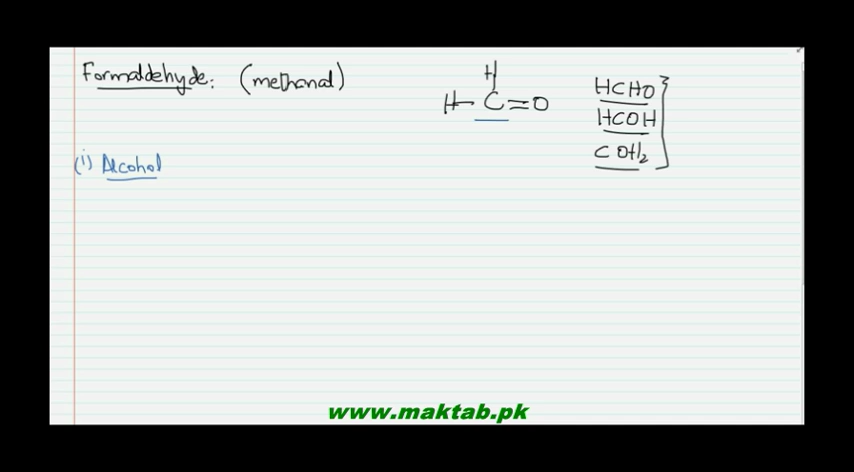 Formaldehyde: (methanal)
H
H-C=O
HCHO
HCOH
COH2
(i) Alcohol
www.maktab.pk